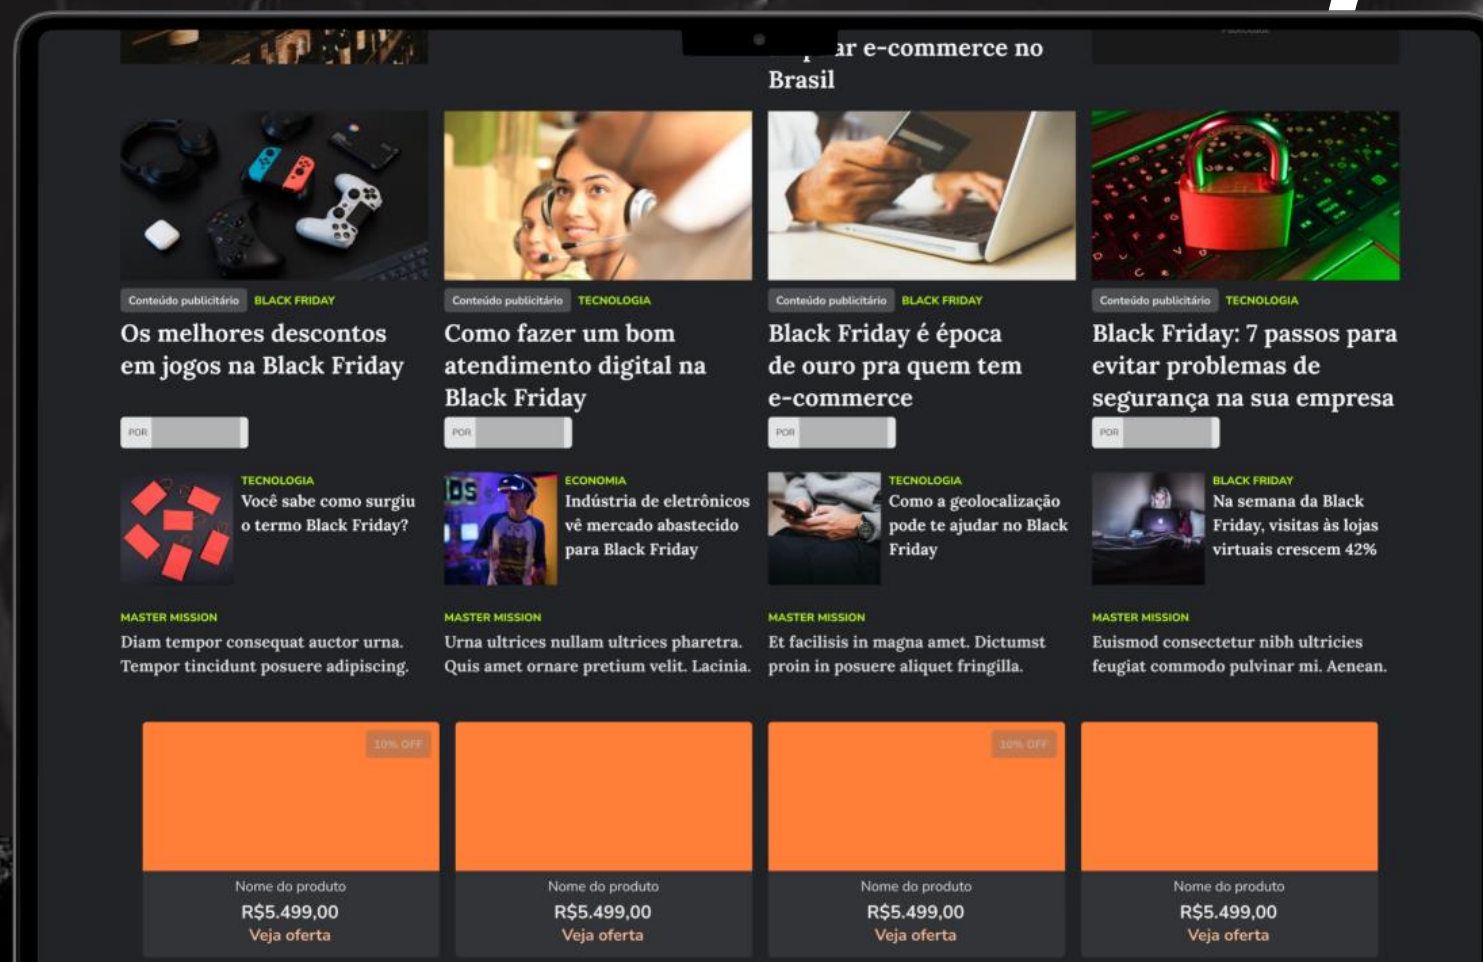 e-commerce no
Brasil
Publicidade
Conteúdo publicitário BLACK FRIDAY
Os melhores descontos
em jogos na Black Friday
POR
Conteúdo publicitário TECNOLOGIA
Como fazer um bom
atendimento digital na
Black Friday
POR
Conteúdo publicitário BLACK FRIDAY
Black Friday é época
de ouro pra quem tem
e-commerce
POR
Conteúdo publicitário TECNOLOGIA
Black Friday: 7 passos para
evitar problemas de
segurança na sua empresa
POR
TECNOLOGIA
Você sabe como surgiu
o termo Black Friday?
ECONOMIA
Indústria de eletrônicos
vê mercado abastecido
para Black Friday
TECNOLOGIA
Como a geolocalização
pode te ajudar no Black
Friday
BLACK FRIDAY
Na semana da Black
Friday, visitas às lojas
virtuais crescem 42%
MASTER MISSION
Diam tempor consequat auctor urna.
Tempor tincidunt posuere adipiscing.
MASTER MISSION
Urna ultrices nullam ultrices pharetra.
Quis amet ornare pretium velit. Lacinia.
MASTER MISSION
Et facilisis in magna amet. Dictumst
proin in posuere aliquet fringilla.
MASTER MISSION
Euismod consectetur nibh ultricies
feugiat commodo pulvinar mi. Aenean.
10% OFF
Nome do produto
R$5.499,00
Veja oferta
Nome do produto
R$5.499,00
Veja oferta
10% OFF
Nome do produto
R$5.499,00
Veja oferta
Nome do produto
R$5.499,00
Veja oferta